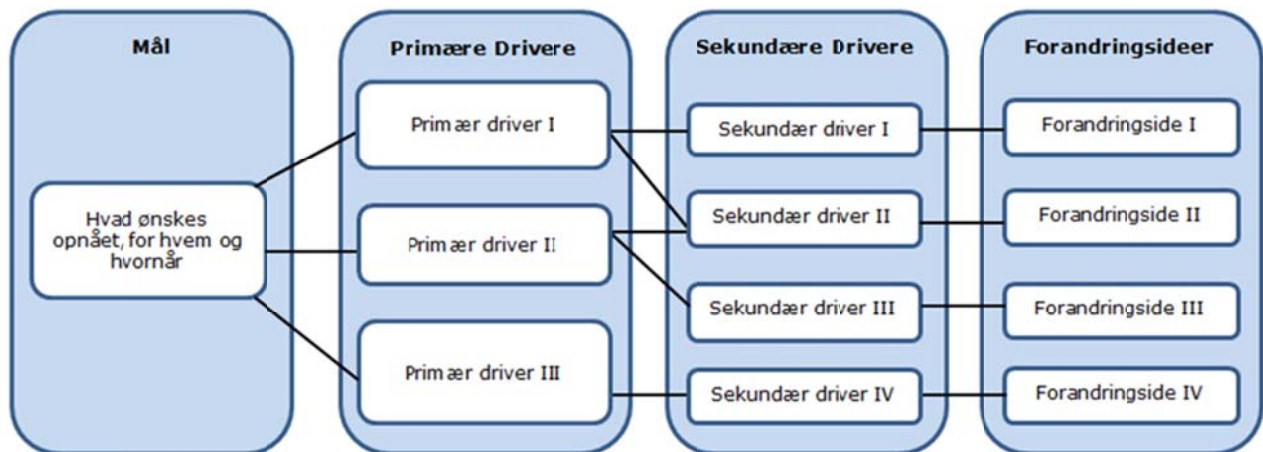 Mål
Hvad ønskes
opnået, for hvem og
hvornår
Primære Drivere
Primær driver I
Primær driver II
Primær driver III
Sekundære Drivere
Sekundær driver I
Sekundær driver II
Sekundær driver III
Sekundær driver IV
Forandringsideer
Forandringside I
Forandringside II
Forandringside III
Forandringside IV